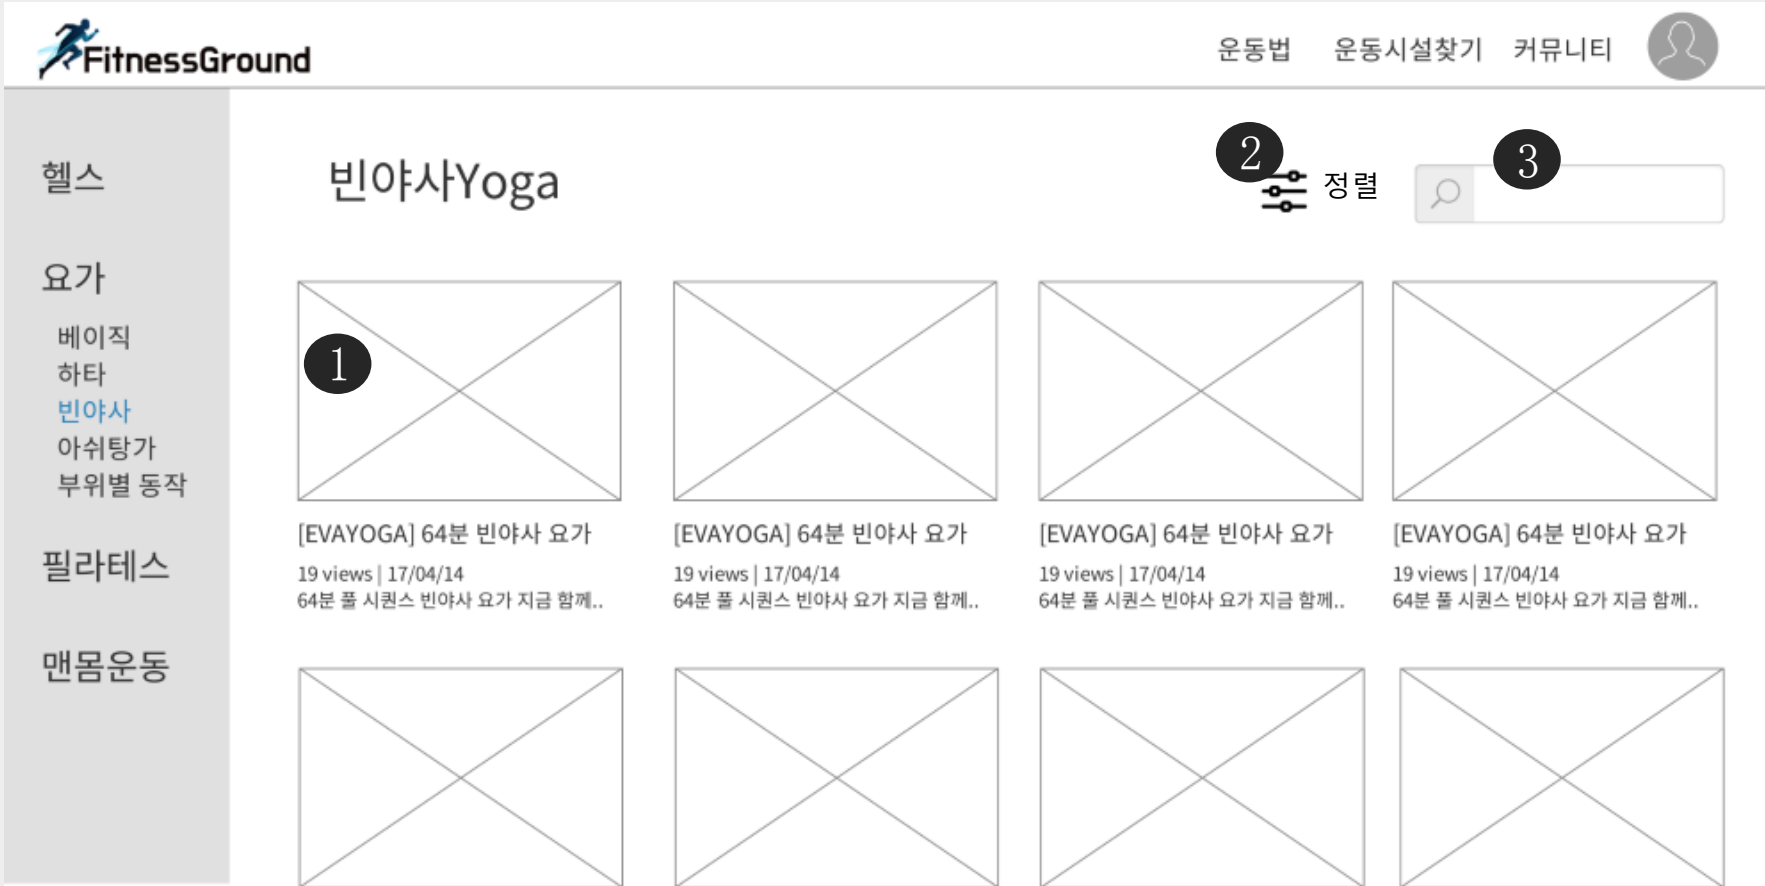 FitnessGround
운동법 운동시설찾기 커뮤니티
헬스
요가
베이직
하타
빈야사
아쉬탕가
부위별 동작
필라테스
맨몸운동
빈야사Yoga
2
정렬
3
1
[EVAYOGA] 64분 빈야사 요가
19 views | 17/04/14
64분 풀 시퀀스 빈야사 요가 지금 함께..
[EVAYOGA] 64분 빈야사 요가
19 views | 17/04/14
64분 풀 시퀀스 빈야사 요가 지금 함께..
[EVAYOGA] 64분 빈야사 요가
19 views | 17/04/14
64분 풀 시퀀스 빈야사 요가 지금 함께..
[EVAYOGA] 64분 빈야사 요가
19 views | 17/04/14
64분 풀 시퀀스 빈야사 요가 지금 함께..